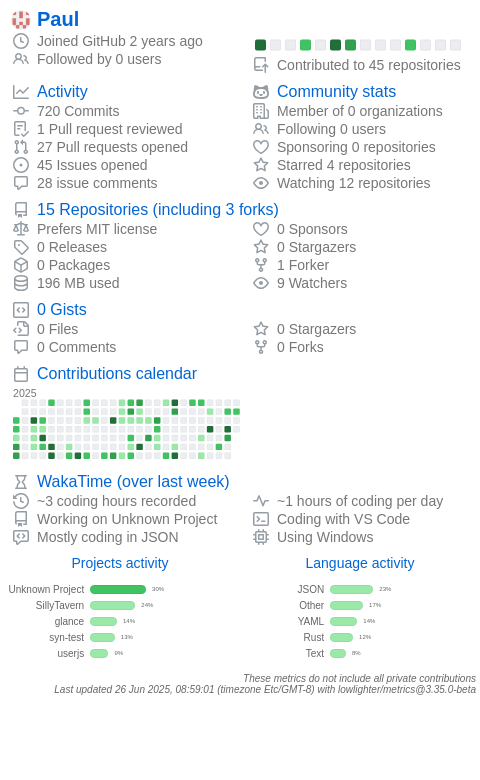 Paul
Joined GitHub 2 years ago
Followed by 0 users
Contributed to 45 repositories
Activity
720 Commits
1 Pull request reviewed
27 Pull requests opened
45 Issues opened
28 issue comments
Community stats
Member of 0 organizations
Following 0 users
Sponsoring 0 repositories
Starred 4 repositories
Watching 12 repositories
15 Repositories (including 3 forks)
Prefers MIT license
0 Releases
0 Packages
196 MB used
0 Sponsors
0 Stargazers
1 Forker
9 Watchers
0 Gists
0 Files
0 Comments
0 Stargazers
0 Forks
Contributions calendar
2025
WakaTime (over last week)
~3 coding hours recorded
Working on Unknown Project
Mostly coding in JSON
~1 hours of coding per day
Coding with VS Code
Using Windows
Projects activity
Unknown Project 30%
SillyTavern 24%
glance 14%
syn-test 13%
userjs 9%
Language activity
JSON 23%
Other 17%
YAML 14%
Rust 12%
Text 8%
These metrics do not include all private contributions
Last updated 26 Jun 2025, 08:59:01 (timezone Etc/GMT-8) with lowlighter/metrics@3.35.0-beta